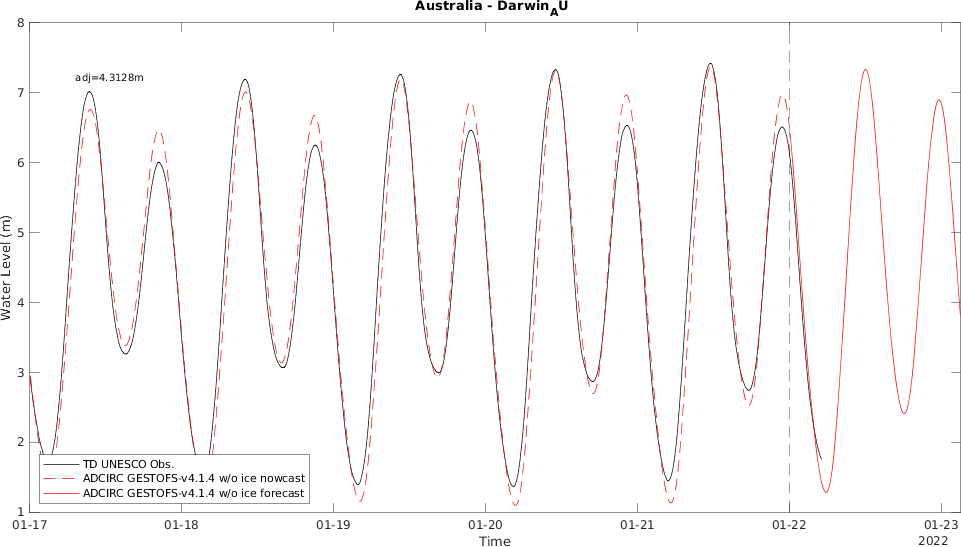 Australia - DarwinAU
adj=4.3128m
8
7
6
5
4
3
2
1
Water Level (m)
TD UNESCO Obs.
ADCIRC GESTOFS-v4.1.4 w/o ice nowcast
ADCIRC GESTOFS-v4.1.4 w/o ice forecast
01-17 01-18 01-19 01-20 01-21 01-22 01-23
Time
2022